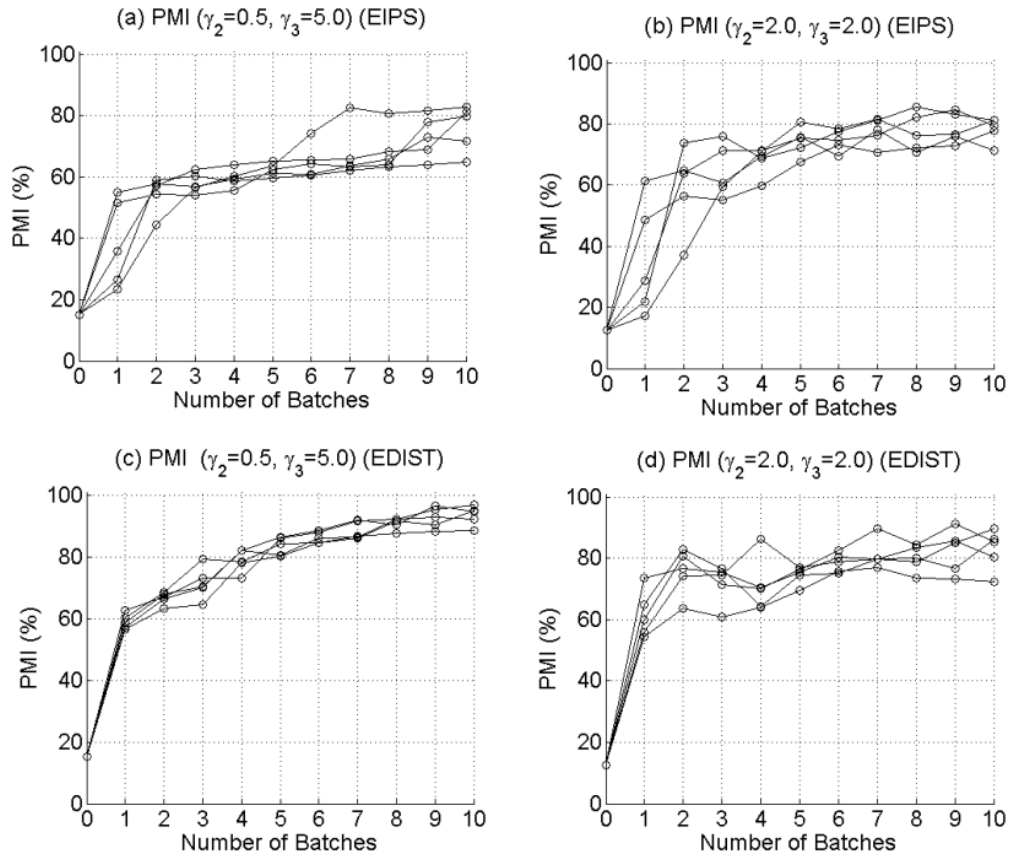 (a) PMI (γ2=0.5, γ3=5.0) (EIPS)
100
80
60
40
20
0
PMI (%)
0 1 2 3 4 5 6 7 8 9 10
Number of Batches
(b) PMI (γ2=2.0, γ3=2.0) (EIPS)
100
80
60
40
20
0
PMI (%)
0 1 2 3 4 5 6 7 8 9 10
Number of Batches
(c) PMI (γ2=0.5, γ3=5.0) (EDIST)
100
80
60
40
20
0
PMI (%)
0 1 2 3 4 5 6 7 8 9 10
Number of Batches
(d) PMI (γ2=2.0, γ3=2.0) (EDIST)
100
80
60
40
20
0
PMI (%)
0 1 2 3 4 5 6 7 8 9 10
Number of Batches